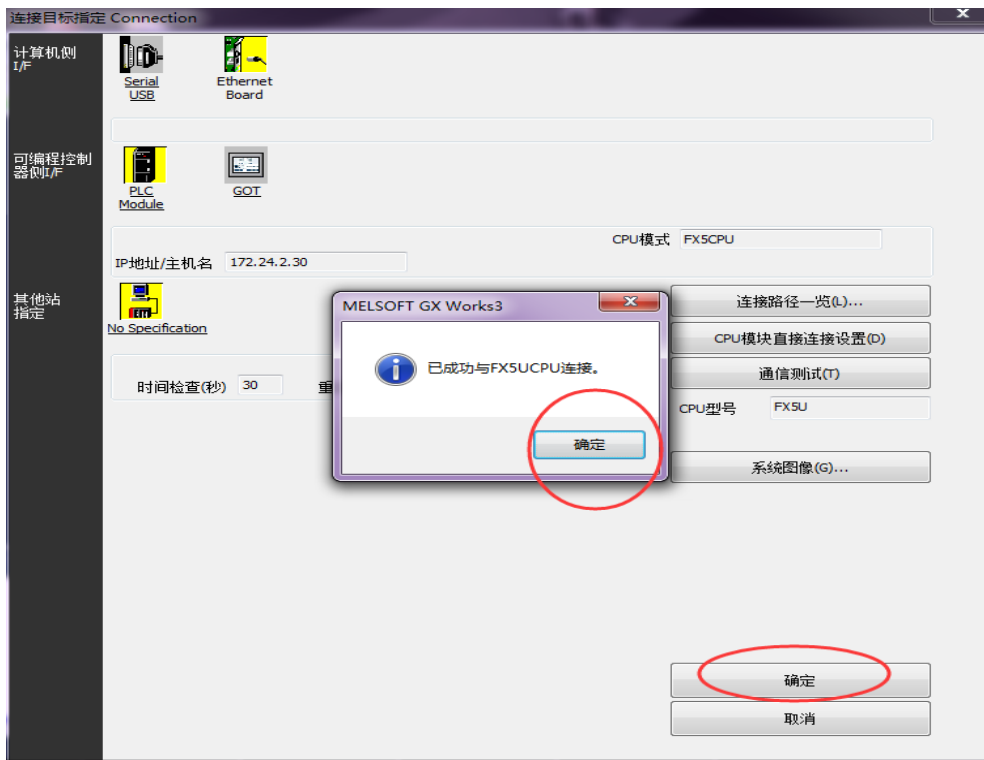 连接目标指定 Connection
计算机侧
I/F
Serial
USB
Ethernet
Board
可编程控制
器侧I/F
PLC
Module
GOT
CPU模式 FX5CPU
IP地址/主机名 172.24.2.30
其他站
指定
No Specification
时间检查(秒) 30 重
MELSOFT GX Works3
已成功与FX5UCPU连接。
确定
连接路径一览(L)...
CPU模块直接连接设置(D)
通信测试(T)
CPU型号 FX5U
系统图像(G)...
确定
取消